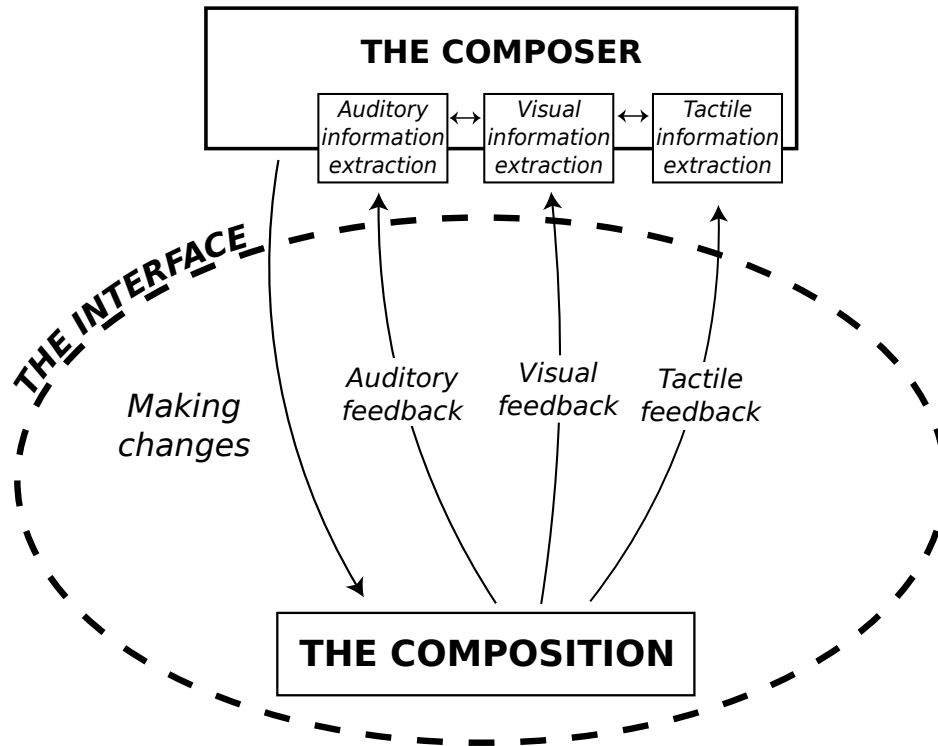 THE COMPOSER
Auditory
information
extraction
Visual
information
extraction
Tactile
information
extraction
THE INTERFACE
Making
changes
Auditory
feedback
Visual
feedback
Tactile
feedback
THE COMPOSITION